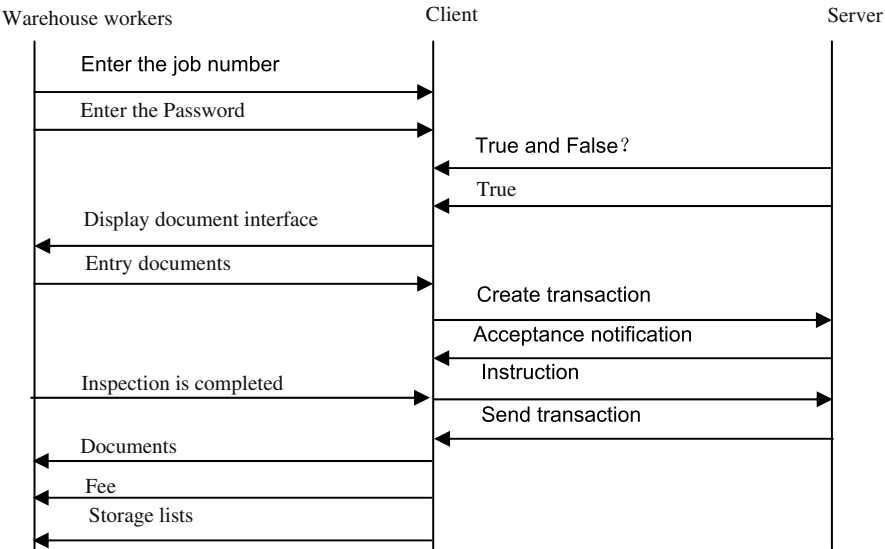 Warehouse workers
Client
Server
Enter the job number
Enter the Password
True and False？
True
Display document interface
Entry documents
Create transaction
Acceptance notification
Instruction
Inspection is completed
Send transaction
Documents
Fee
Storage lists